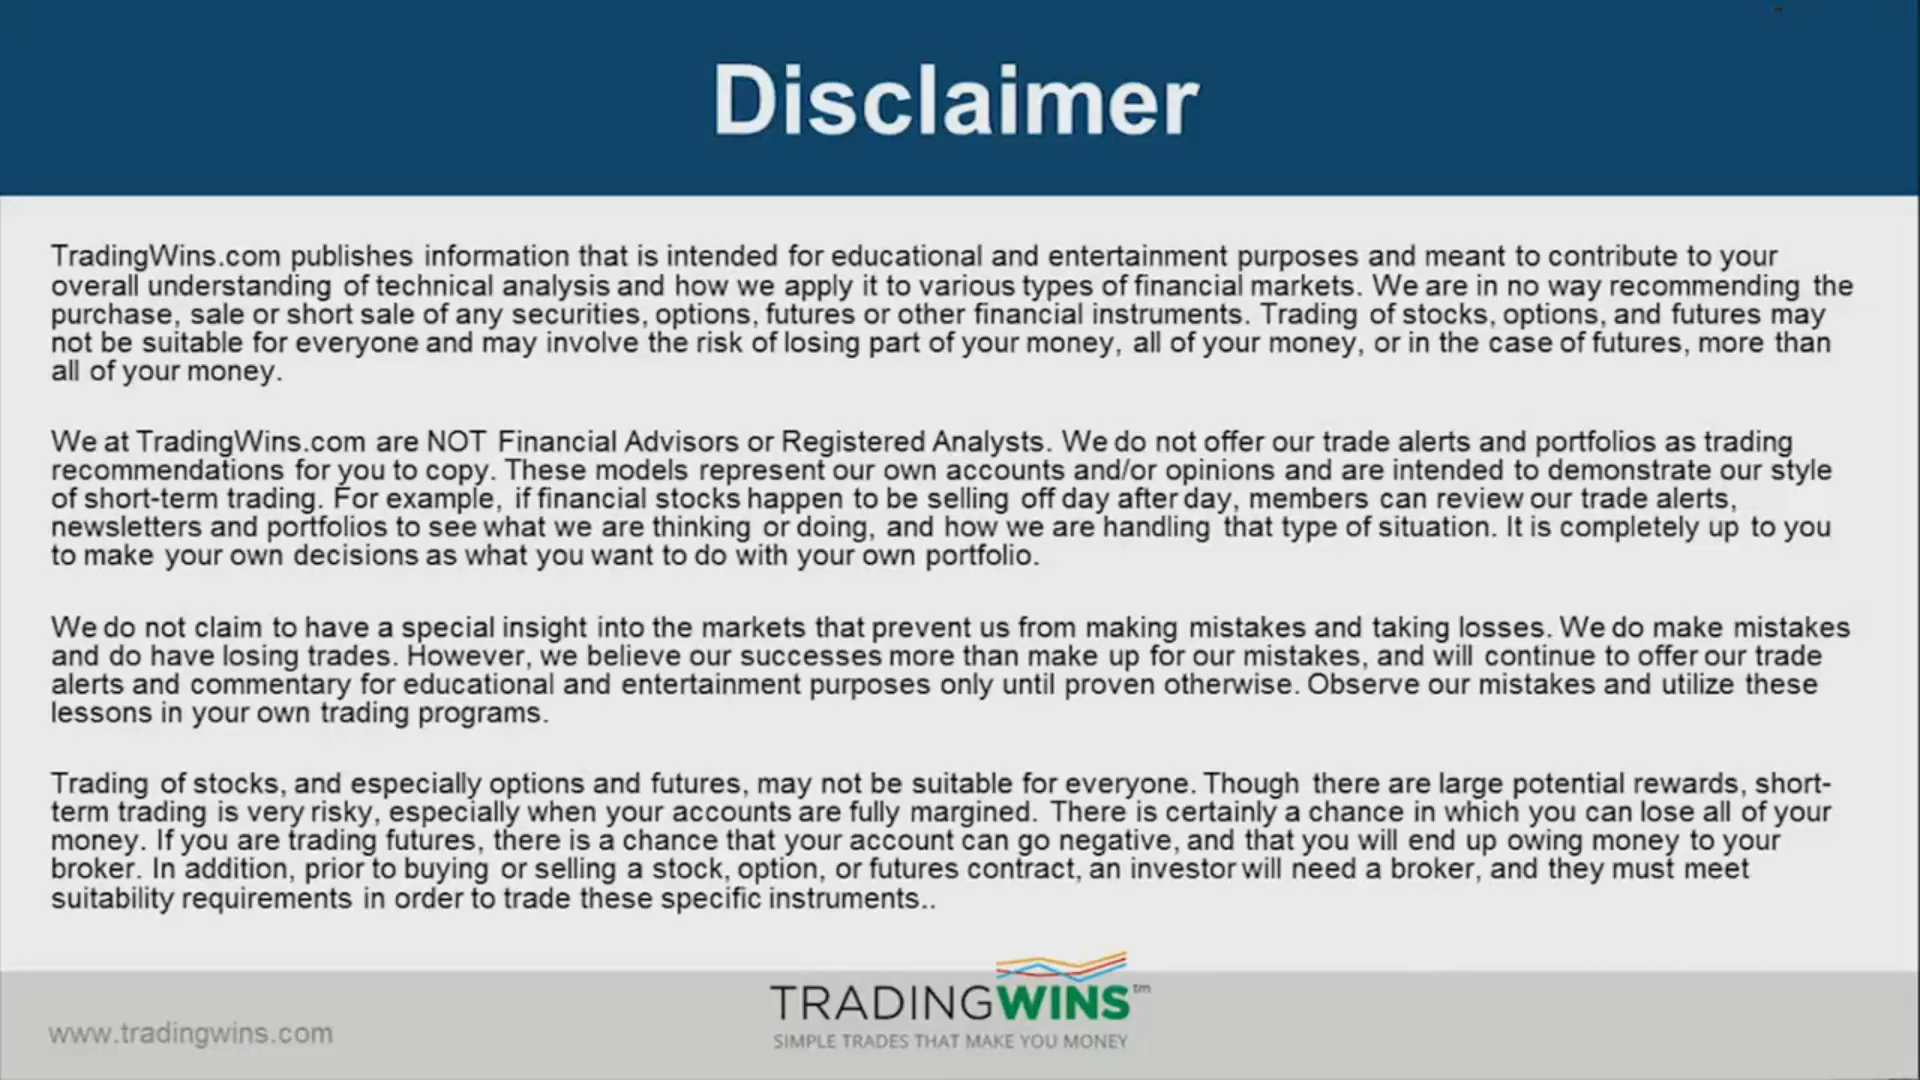 Disclaimer
TradingWins.com publishes information that is intended for educational and entertainment purposes and meant to contribute to your
overall understanding of technical analysis and how we apply it to various types of financial markets. We are in no way recommending the
purchase, sale or short sale of any securities, options, futures or other financial instruments. Trading of stocks, options, and futures may
not be suitable for everyone and may involve the risk of losing part of your money, all of your money, or in the case of futures, more than
all of your money.
We at TradingWins.com are NOT Financial Advisors or Registered Analysts. We do not offer our trade alerts and portfolios as trading
recommendations for you to copy. These models represent our own accounts and/or opinions and are intended to demonstrate our style
of short-term trading. For example, if financial stocks happen to be selling off day after day, members can review our trade alerts,
newsletters and portfolios to see what we are thinking or doing, and how we are handling that type of situation. It is completely up to you
to make your own decisions as what you want to do with your own portfolio.
We do not claim to have a special insight into the markets that prevent us from making mistakes and taking losses. We do make mistakes
and do have losing trades. However, we believe our successes more than make up for our mistakes, and will continue to offer our trade
alerts and commentary for educational and entertainment purposes only until proven otherwise. Observe our mistakes and utilize these
lessons in your own trading programs.
Trading of stocks, and especially options and futures, may not be suitable for everyone. Though there are large potential rewards, short-
term trading is very risky, especially when your accounts are fully margined. There is certainly a chance in which you can lose all of your
money. If you are trading futures, there is a chance that your account can go negative, and that you will end up owing money to your
broker. In addition, prior to buying or selling a stock, option, or futures contract, an investor will need a broker, and they must meet
suitability requirements in order to trade these specific instruments..
www.tradingwins.com
TRADINGWINS™
SIMPLE TRADES THAT MAKE YOU MONEY